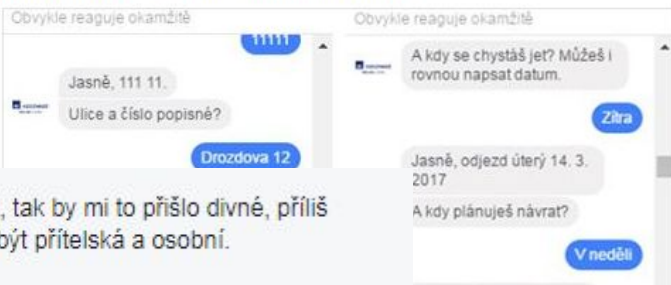 Obvykle reaguje okamžitě
11111
Jasně, 111 11.
Ulice a číslo popisné?
Drozdova 12
, tak by mi to přišlo divné, příliš
být přítelská a osobní.
Obvykle reaguje okamžitě
A kdy se chystáš jet? Můžeš i
rovnou napsat datum.
Zítra
Jasně, odjezd úterý 14. 3.
2017
A kdy plánuješ návrat?
V neděli